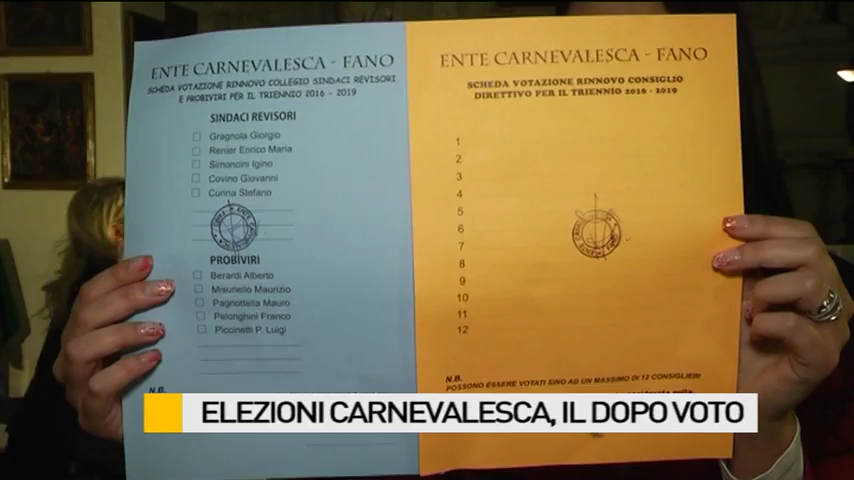 ENTE CARNEVALESCA - FANO
SCHEDA VOTAZIONE RINNOVO COLLEGIO SINDACI REVISORI
E PROBIVIRI PER IL TRIENNIO 2016 - 2019
SINDACI REVISORI
Gragnola Giorgio
Renier Enrico Maria
Simoncini Igino
Covino Giovanni
Curina Stefano
PROBIVIRI
Berardi Alberto
Misuriello Maurizio
Pagnottella Mauro
Pelonghini Franco
Piccinetti P. Luigi
N.B.
ENTE CARNEVALESCA - FANO
SCHEDA VOTAZIONE RINNOVO CONSIGLIO
DIRETTIVO PER IL TRIENNIO 2016 - 2019
1
2
3
4
5
6
7
8
9
10
11
12
N.B.
POSSONO ESSERE VOTATI SINO AD UN MASSIMO DI 12 CONSIGLIERI
ELEZIONI CARNEVALESCA, IL DOPO VOTO